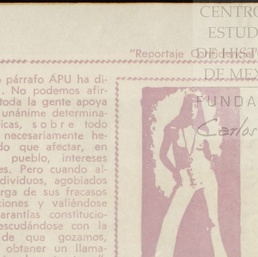 CENTRO
ESTUD
DE HISTO
DE MEX
FUNDA
Carlos
"Reportaje
párrafo APU ha di-
. No podemos afir-
toda la gente apoya
unánime determina-
icas, sobre todo
necesariamente he-
do que afectar, en
pueblo, intereses
es. Pero cuando al-
dividuos, agobiados
rga de sus fracasos
ciones y valiéndose
arantías constitucio-
escudándose con la
de que gozamos,
obtaner un llama-